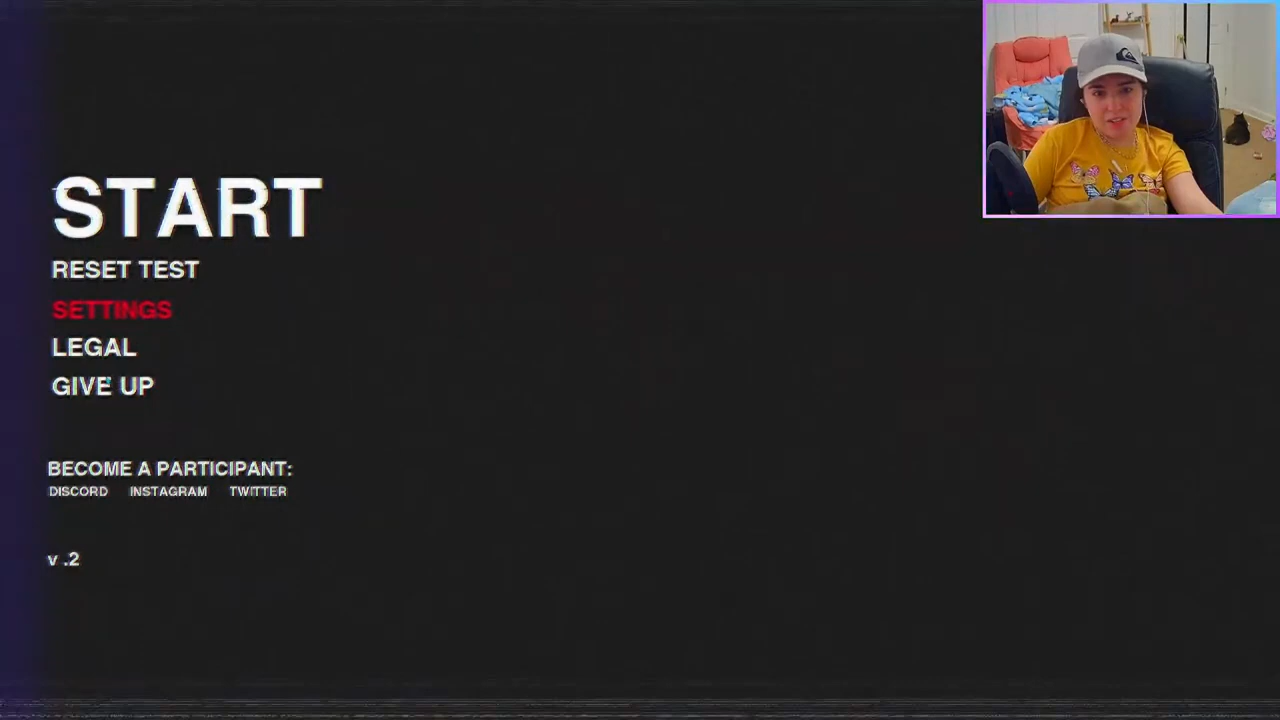 START
RESET TEST
SETTINGS
LEGAL
GIVE UP
BECOME A PARTICIPANT:
DISCORD INSTAGRAM TWITTER
v .2